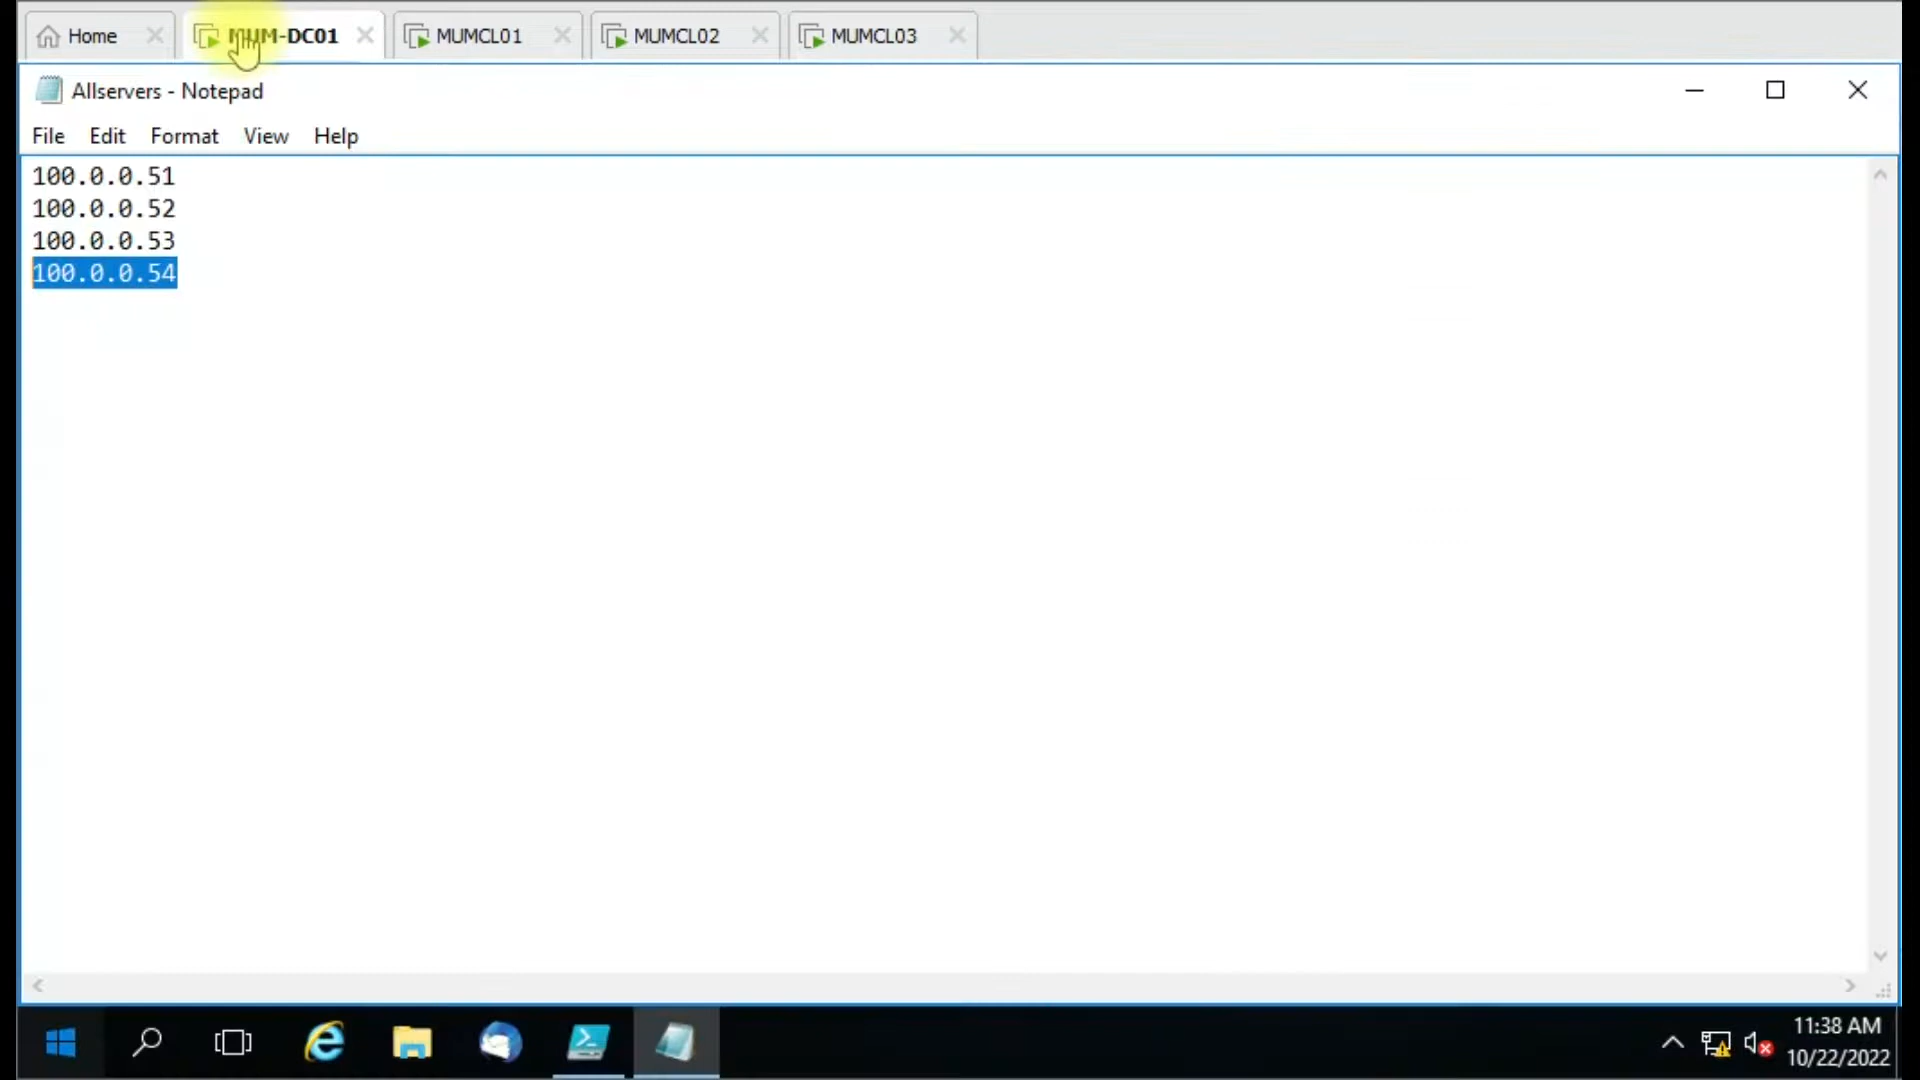 Home
MUM-DC01
MUMCL01
MUMCL02
MUMCL03
Allservers - Notepad
File Edit Format View Help
100.0.0.51
100.0.0.52
100.0.0.53
100.0.0.54
11:38 AM
10/22/2022